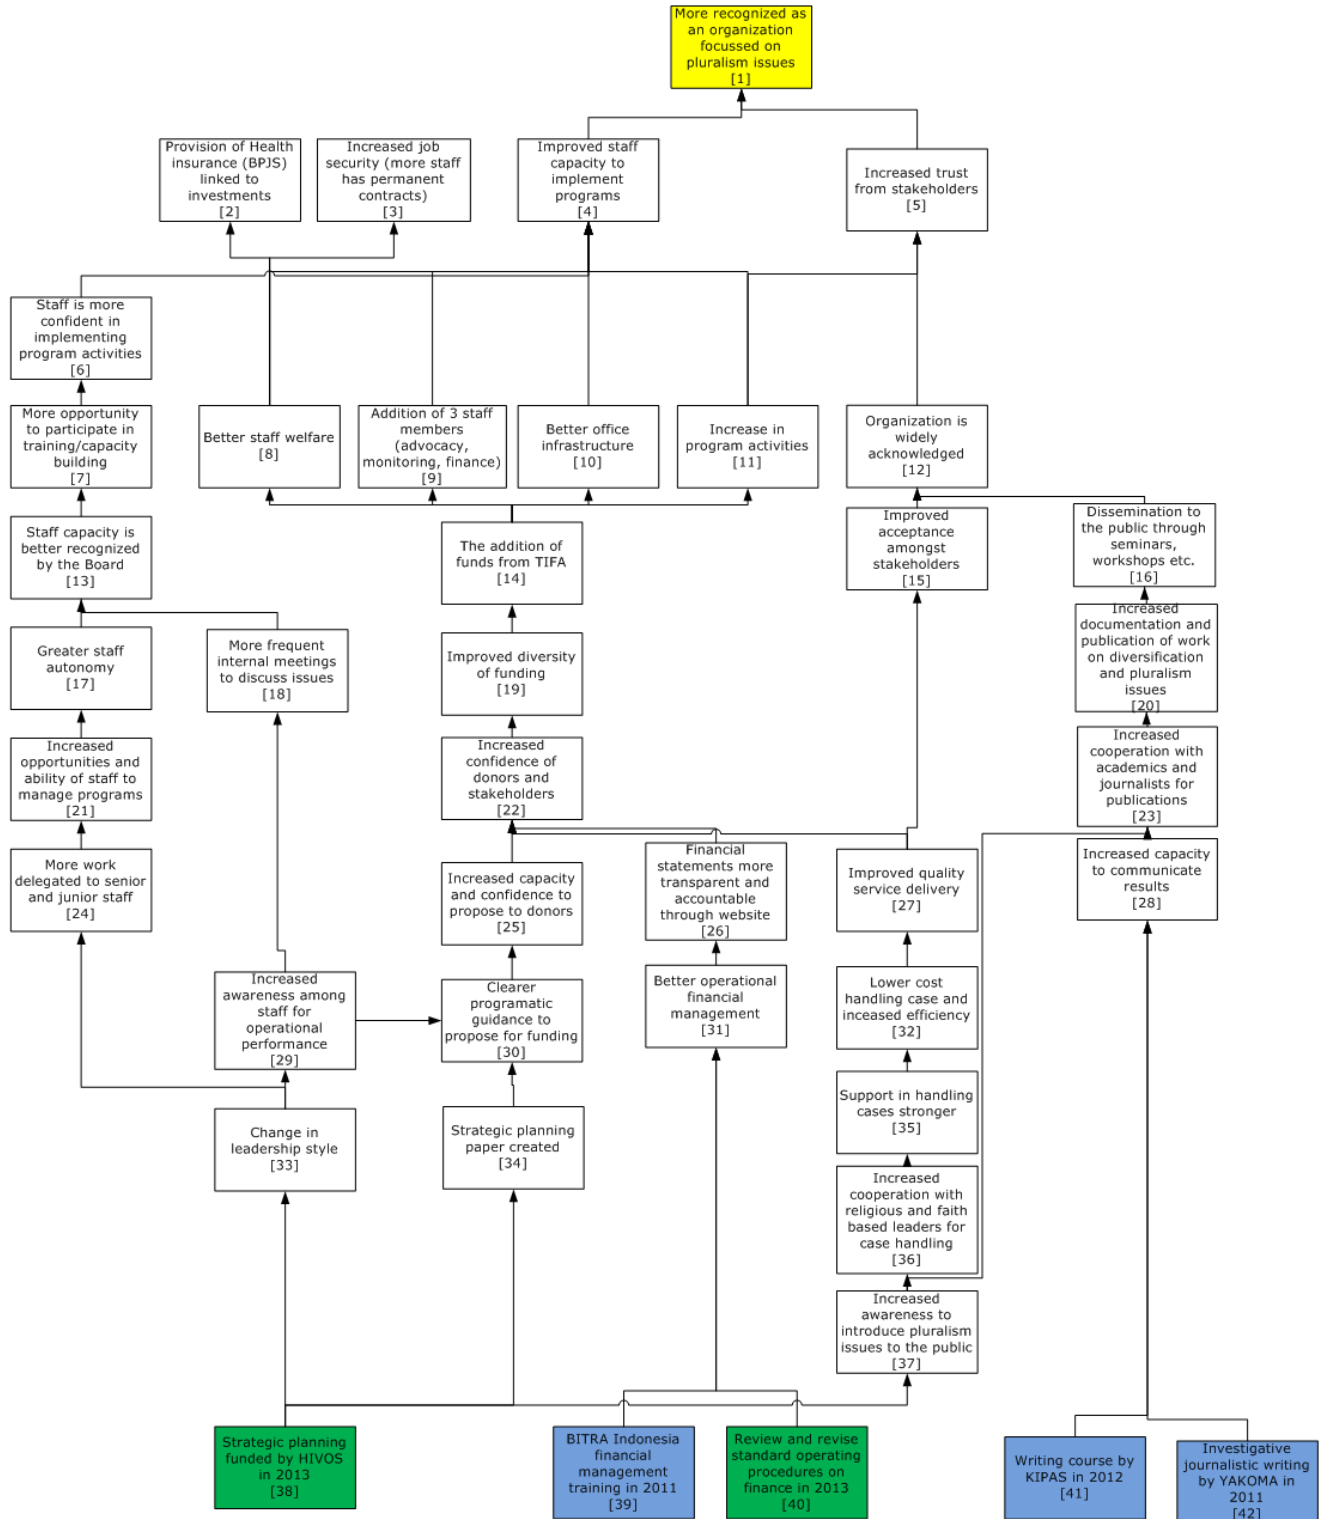 More recognized as
an organization
focussed on
pluralism issues
[1]
Provision of Health
insurance (BPJS)
linked to
investments
[2]
Increased job
security (more staff
has permanent
contracts)
[3]
Improved staff
capacity to
implement
programs
[4]
Increased trust
from stakeholders
[5]
Staff is more
confident in
implementing
program activities
[6]
More opportunity
to participate in
training/capacity
building
[7]
Better staff welfare
[8]
Addition of 3 staff
members
(advocacy,
monitoring, finance)
[9]
Better office
infrastructure
[10]
Increase in
program activities
[11]
Organization is
widely
acknowledged
[12]
Staff capacity is
better recognized
by the Board
[13]
The addition of
funds from TIFA
[14]
Improved
acceptance
amongst
stakeholders
[15]
Dissemination to
the public through
seminars,
workshops etc.
[16]
Greater staff
autonomy
[17]
More frequent
internal meetings
to discuss issues
[18]
Improved diversity
of funding
[19]
Increased
documentation and
publication of work
on diversification
and pluralism
issues
[20]
Increased
opportunities and
ability of staff to
manage programs
[21]
Increased
confidence of
donors and
stakeholders
[22]
Increased
cooperation with
academics and
journalists for
publications
[23]
More work
delegated to senior
and junior staff
[24]
Increased capacity
and confidence to
propose to donors
[25]
Financial
statements more
transparent and
accountable
through website
[26]
Improved quality
service delivery
[27]
Increased capacity
to communicate
results
[28]
Increased
awareness among
staff for
operational
performance
[29]
Clearer
programatic
guidance to
propose for funding
[30]
Better operational
financial
management
[31]
Lower cost
handling case and
inceased efficiency
[32]
Change in
leadership style
[33]
Strategic planning
paper created
[34]
Support in handling
cases stronger
[35]
Increased
cooperation with
religious and faith
based leaders for
case handling
[36]
Increased
awareness to
introduce pluralism
issues to the public
[37]
Strategic planning
funded by HIVOS
in 2013
[38]
BITRA Indonesia
financial
management
training in 2011
[39]
Review and revise
standard operating
procedures on
finance in 2013
[40]
Writing course by
KIPAS in 2012
[41]
Investigative
journalistic writing
by YAKOMA in
2011
[42]